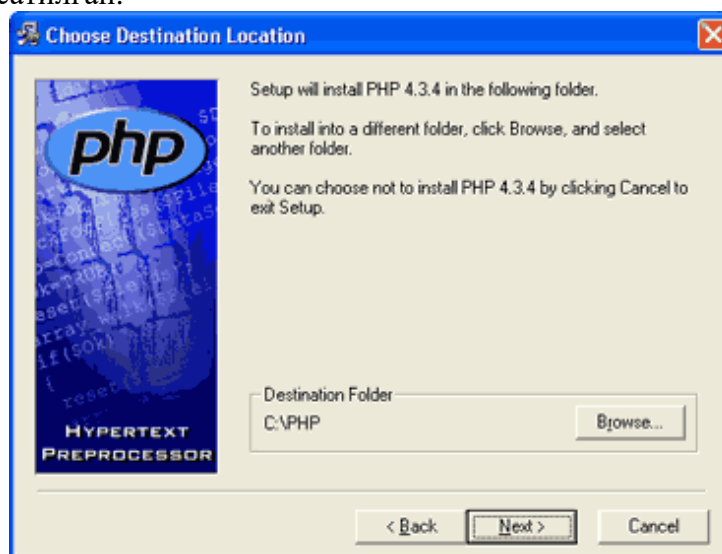 Choose Destination Location
Setup will install PHP 4.3.4 in the following folder.
To install into a different folder, click Browse, and select
another folder.
You can choose not to install PHP 4.3.4 by clicking Cancel to
exit Setup.
php
HYPERTEXT
PREPROCESSOR
Destination Folder
C:\PHP
Browse...
< Back
Next >
Cancel